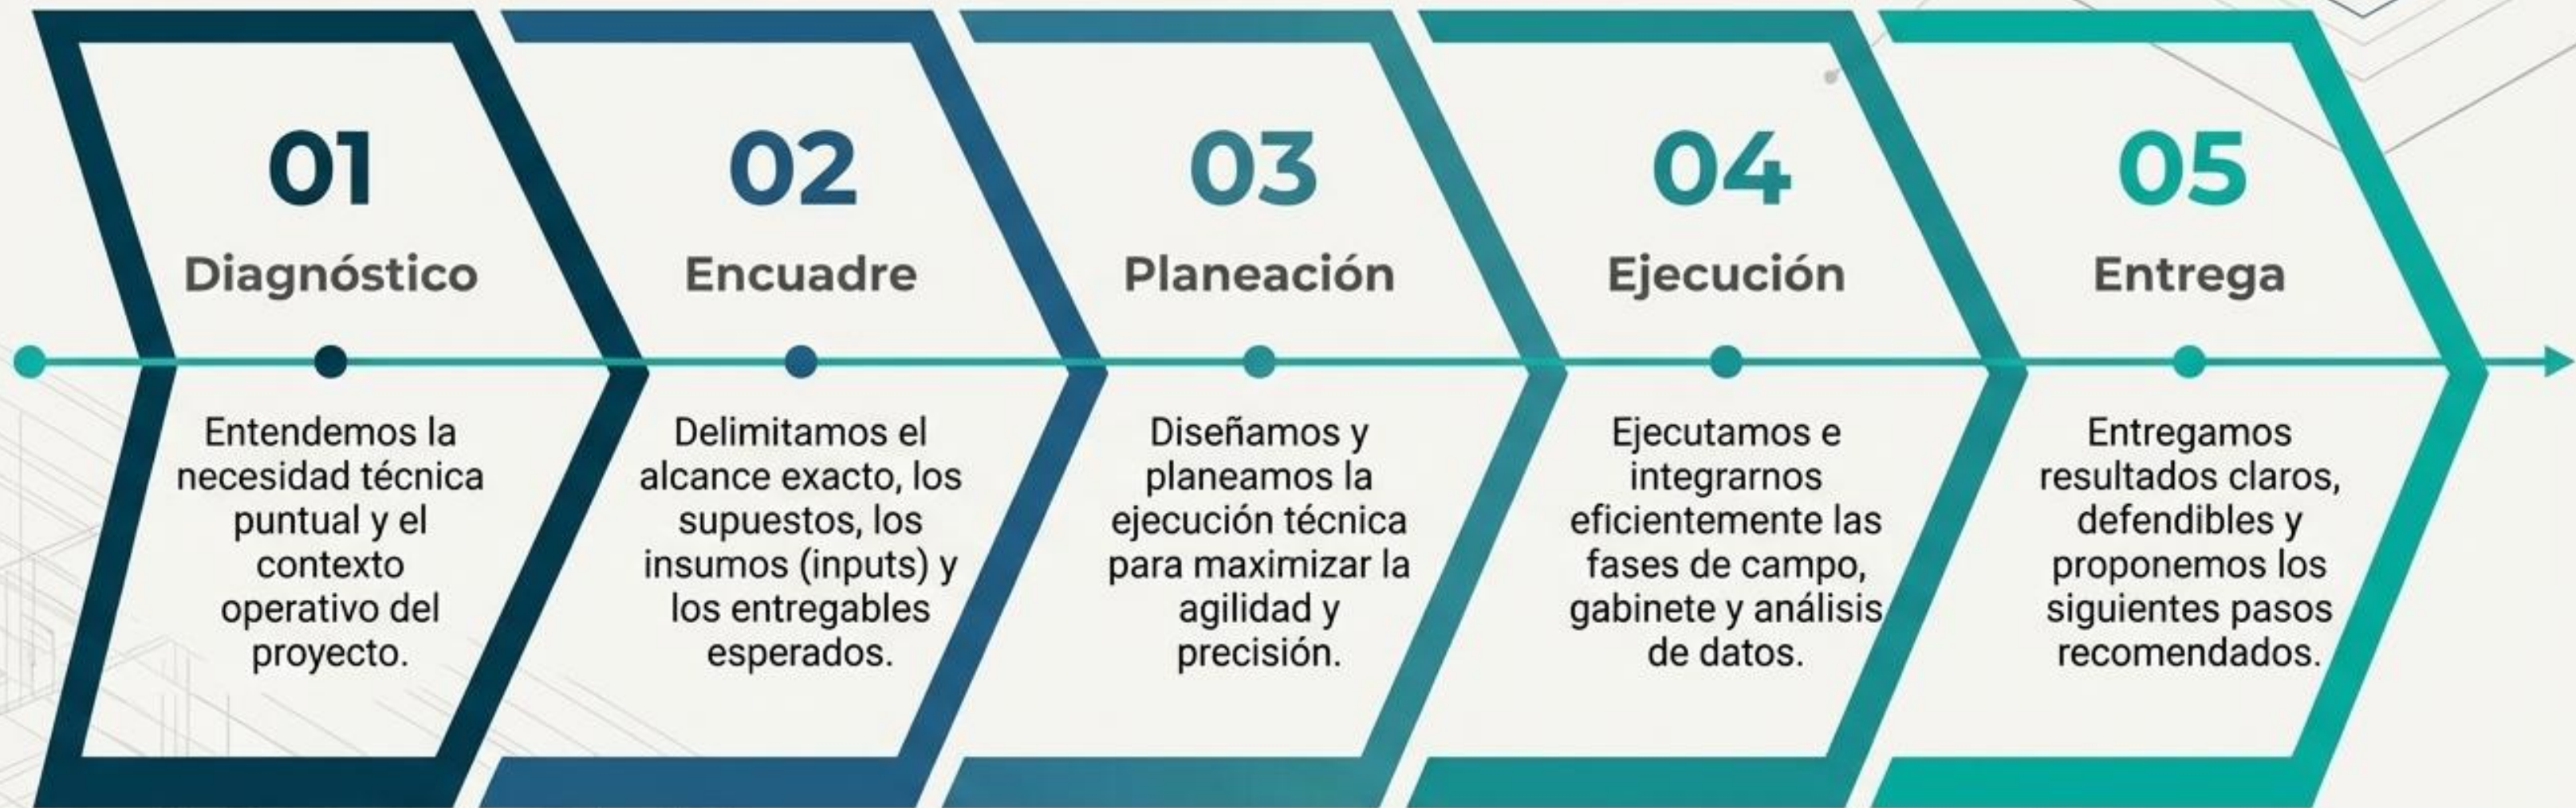 01
Diagnóstico
Entendemos la
necesidad técnica
puntual y el
contexto
operativo del
proyecto.
02
Encuadre
Delimitamos el
alcance exacto, los
supuestos, los
insumos (inputs) y
los entregables
esperados.
03
Planeación
Diseñamos y
planeamos la
ejecución técnica
para maximizar la
agilidad y
precisión.
04
Ejecución
Ejecutamos e
integrarnos
eficientemente las
fases de campo,
gabinete y análisis
de datos.
05
Entrega
Entregamos
resultados claros,
defendibles y
proponemos los
siguientes pasos
recomendados.